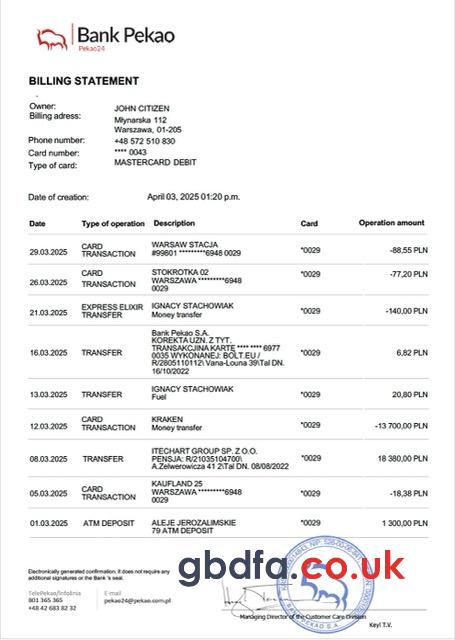 Bank Pekao
Pekao24
BILLING STATEMENT
Owner: JOHN CITIZEN
Billing adress: Młynarska 112
Warszawa, 01-205
Phone number: +48 572 510 830
Card number: **** 0043
Type of card: MASTERCARD DEBIT
Date of creation: April 03, 2025 01:20 p.m.
Date Type of operation Description Card Operation amount
29.03.2025 CARD TRANSACTION WARSAW STACJA *0029 -88,55 PLN
#99601 *********6948 0029
26.03.2025 CARD TRANSACTION STOKROTKA 02 *0029 -77,20 PLN
WARSZAWA *********6948
0029
21.03.2025 EXPRESS ELIXIR TRANSFER IGNACY STACHOWIAK *0029 -140,00 PLN
Money transfer
16.03.2025 TRANSFER Bank Pekao S.A. *0029 6,82 PLN
KOREKTA UZN. Z TYT.
TRANSAKCJINA KARTE **** **** 6977
0035 WYKONANEJ: BOLT.EU /
R/2805110112\ Vana-Louna 39\Tal DN.
16/10/2022
13.03.2025 TRANSFER IGNACY STACHOWIAK *0029 20,80 PLN
Fuel
12.03.2025 CARD TRANSACTION KRAKEN *0029 -13 700,00 PLN
Money transfer
08.03.2025 TRANSFER ITECHART GROUP SP. Z O.O. *0029 18 380,00 PLN
PENSJA: R/21035104700\
A.Zelwerowicza 41 2\Tal DN. 08/08/2022
05.03.2025 CARD TRANSACTION KAUFLAND 25 *0029 -18,38 PLN
WARSZAWA *********6948
0029
01.03.2025 ATM DEPOSIT ALEJE JEROZALIMSKIE *0029 1 300,00 PLN
79 ATM DEPOSIT
gbdfa.co.uk
Electronically generated confirmation. It does not require any
additional signatures or the Bank 's seal.
TelePekao/Infolinia E-mail
801 365 365 pekao24@pekao.com.pl
+48 42 683 82 32
Managing Director of the Customer Care Division
Keyl T.V.